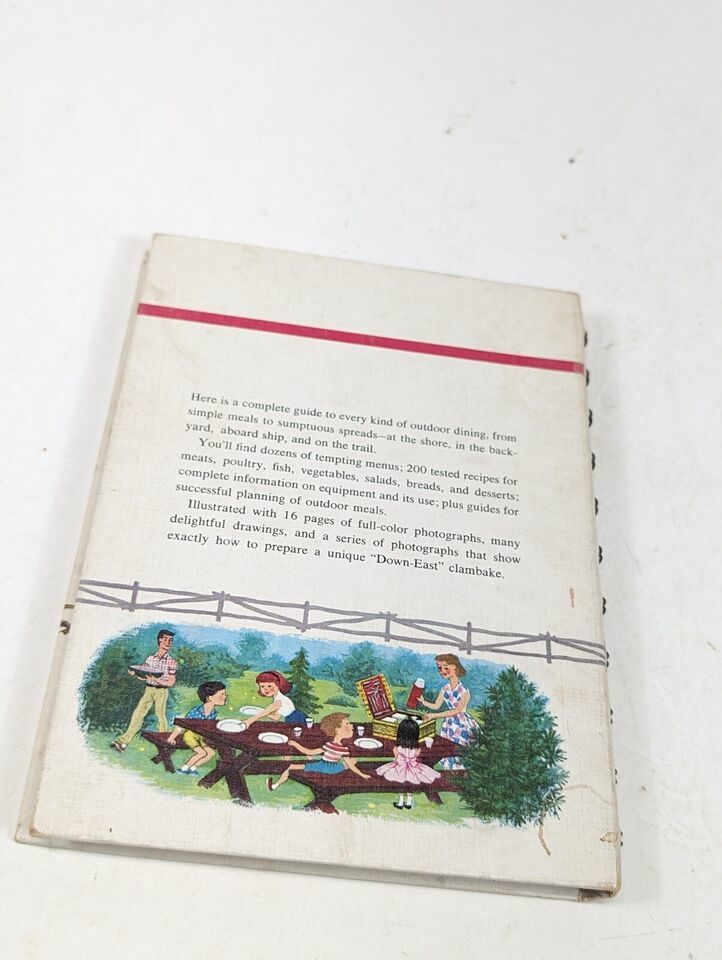 Here is a complete guide to every kind of outdoor dining, from
simple meals to sumptuous spreads—at the shore, in the back-
yard, aboard ship, and on the trail.
You'll find dozens of tempting menus; 200 tested recipes for
meats, poultry, fish, vegetables, salads, breads, and desserts;
complete information on equipment and its use; plus guides for
successful planning of outdoor meals.
Illustrated with 16 pages of full-color photographs, many
delightful drawings, and a series of photographs that show
exactly how to prepare a unique "Down-East" clambake.